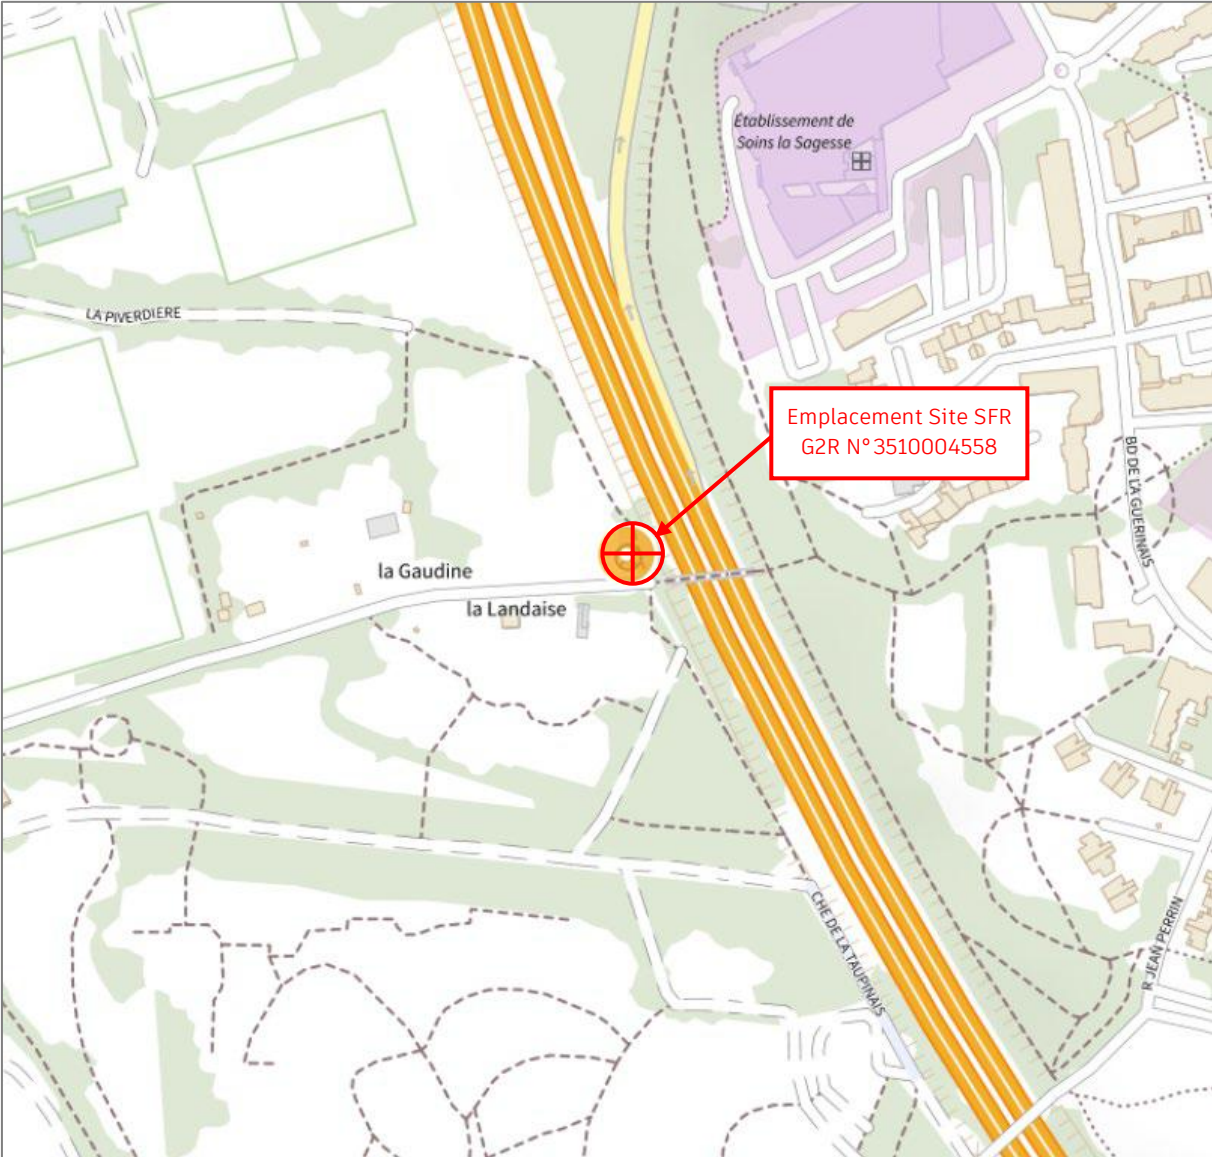 Établissement de
Soins la Sagesse
LA PIVERDIERE
Emplacement Site SFR
G2R N°3510004558
BD DE LA GUERINAIS
la Gaudine
la Landaise
CHE DE LA TAUPINAIS
R JEAN PERRIN